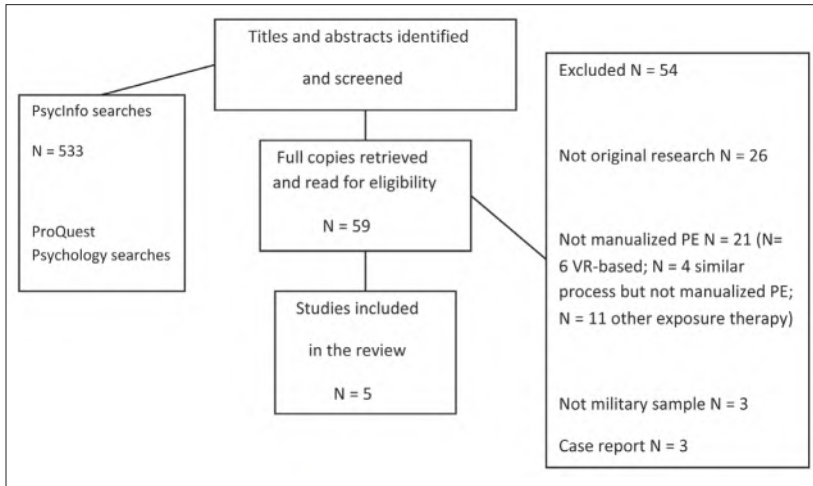 Titles and abstracts identified
and screened
PsycInfo searches
N = 533
ProQuest
Psychology searches
Full copies retrieved
and read for eligibility
N = 59
Studies included
in the review
N = 5
Excluded N = 54
Not original research N = 26
Not manualized PE N = 21 (N=
6 VR-based; N = 4 similar
process but not manualized PE;
N = 11 other exposure therapy)
Not military sample N = 3
Case report N = 3